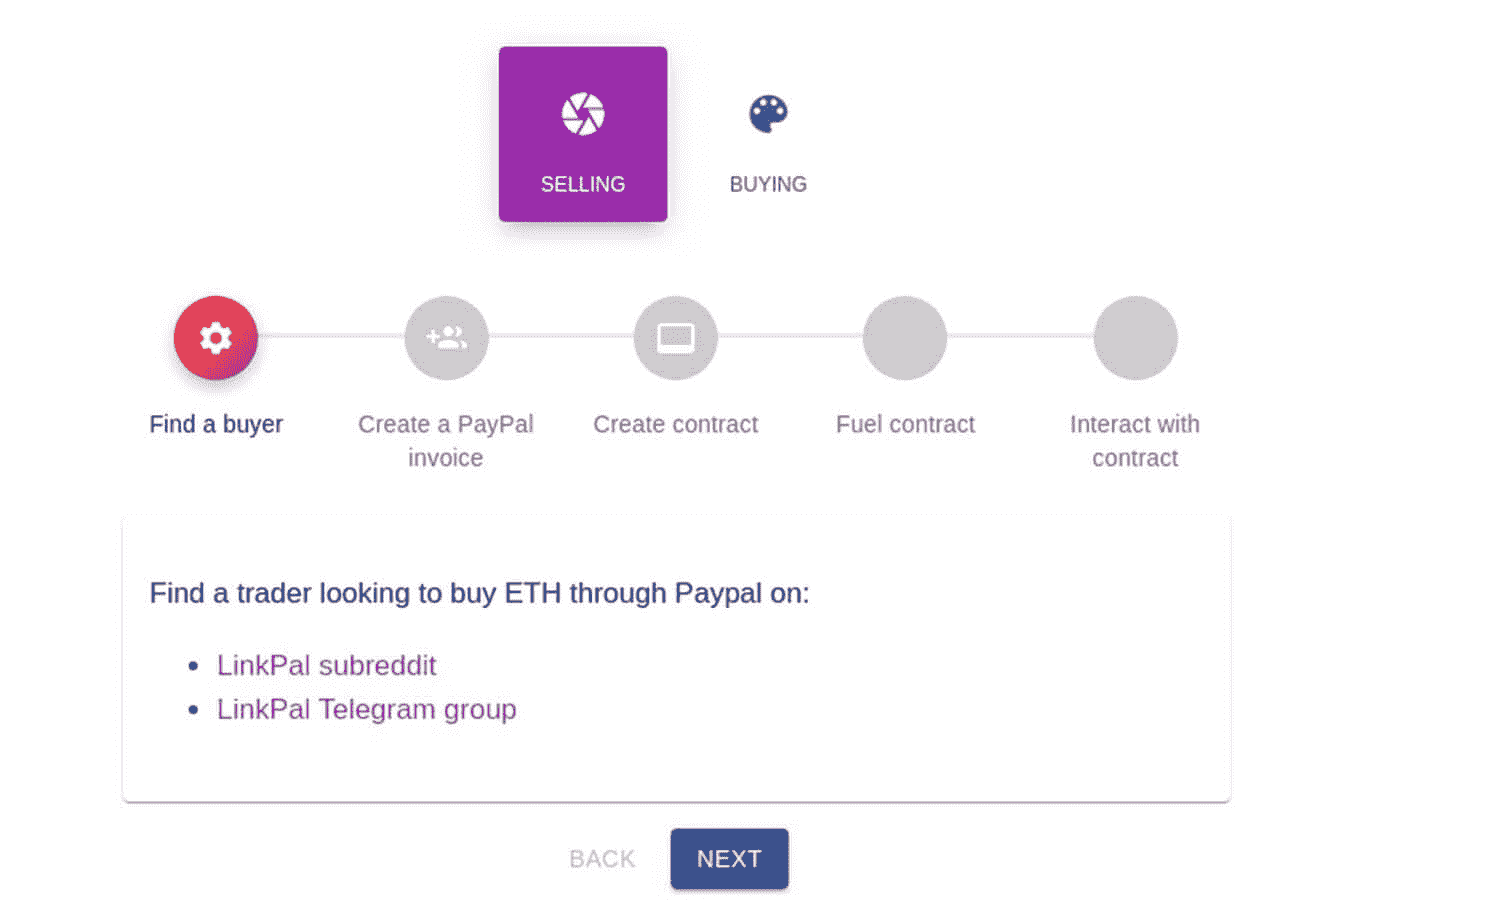 SELLING
BUYING
Find a buyer
Create a PayPal
invoice
Create contract
Fuel contract
Interact with
contract
Find a trader looking to buy ETH through Paypal on:
LinkPal subreddit
LinkPal Telegram group
BACK
NEXT